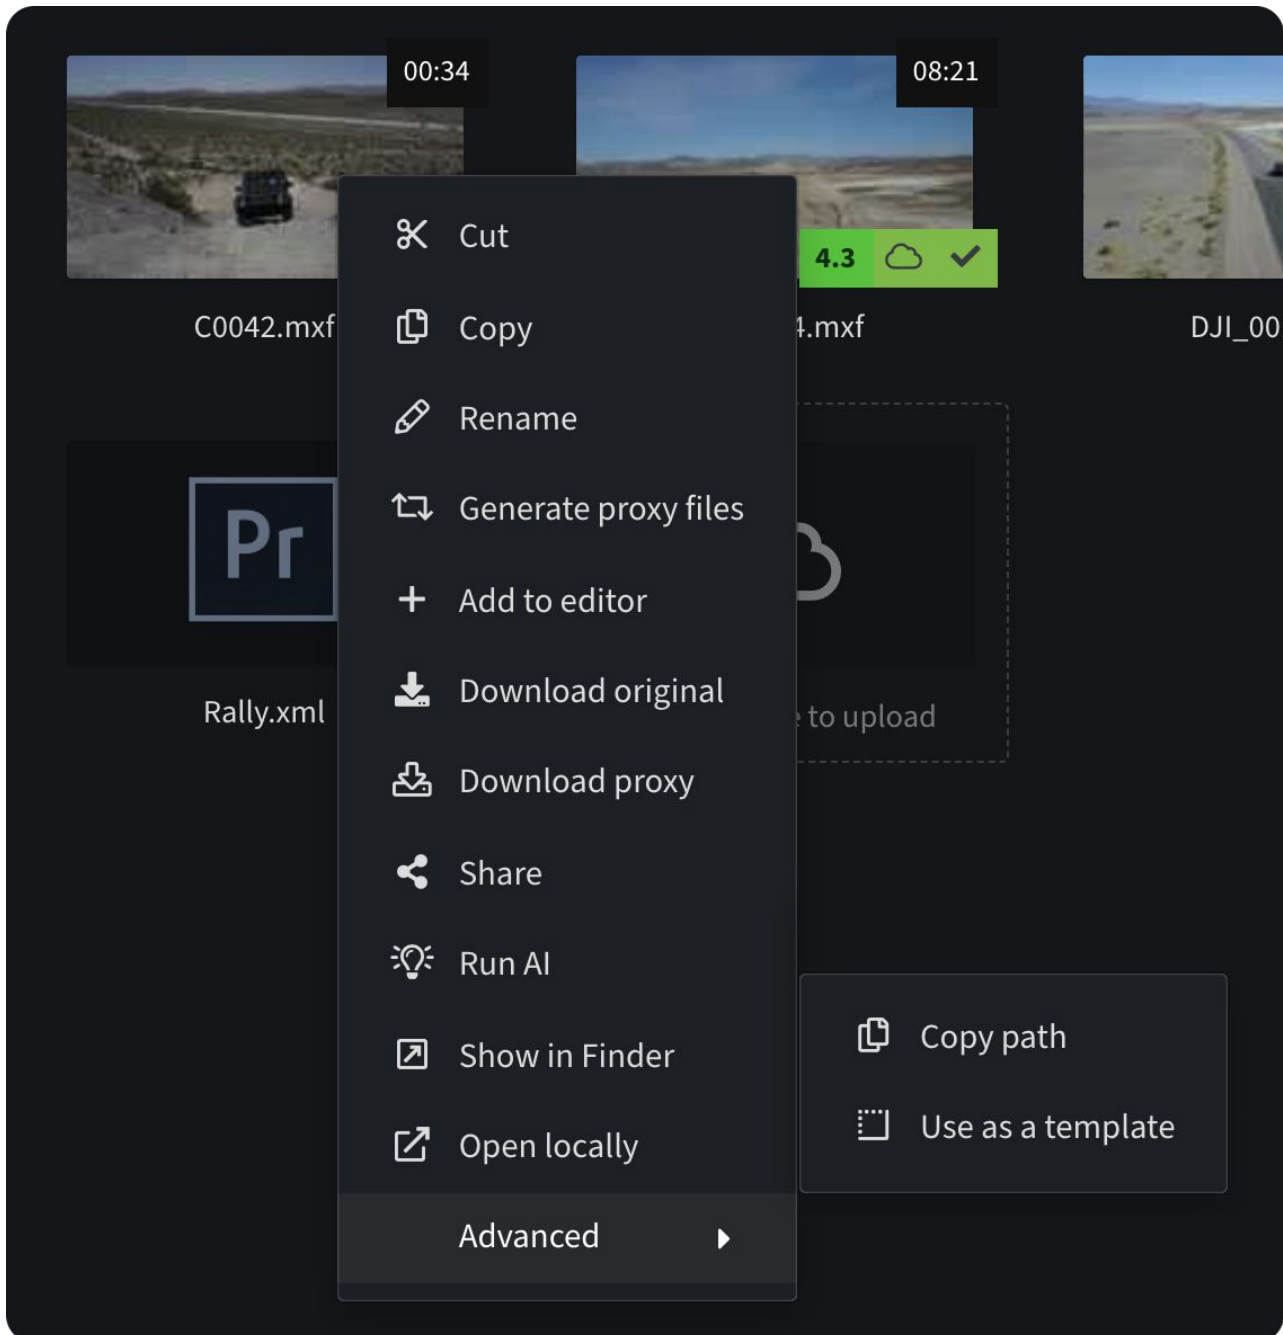 00:34
08:21
4.3
C0042.mxf
4.mxf
DJI_00
Pr
Rally.xml
to upload
Cut
Copy
Rename
Generate proxy files
Add to editor
Download original
Download proxy
Share
Run AI
Show in Finder
Open locally
Advanced
Copy path
Use as a template